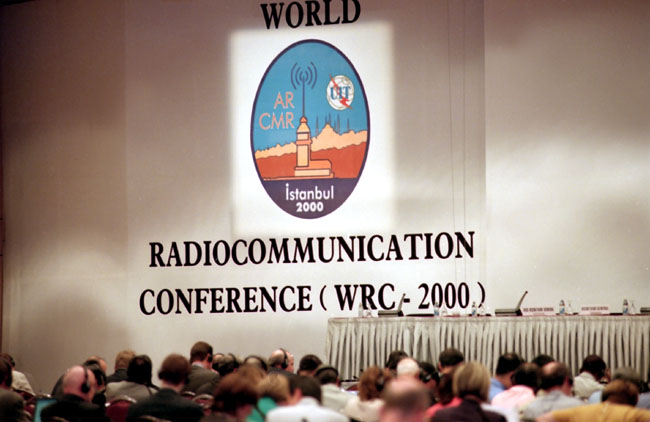 WORLD
AR
CMR
UIT
İstanbul
2000
RADIOCOMMUNICATION
CONFERENCE ( WRC - 2000 )